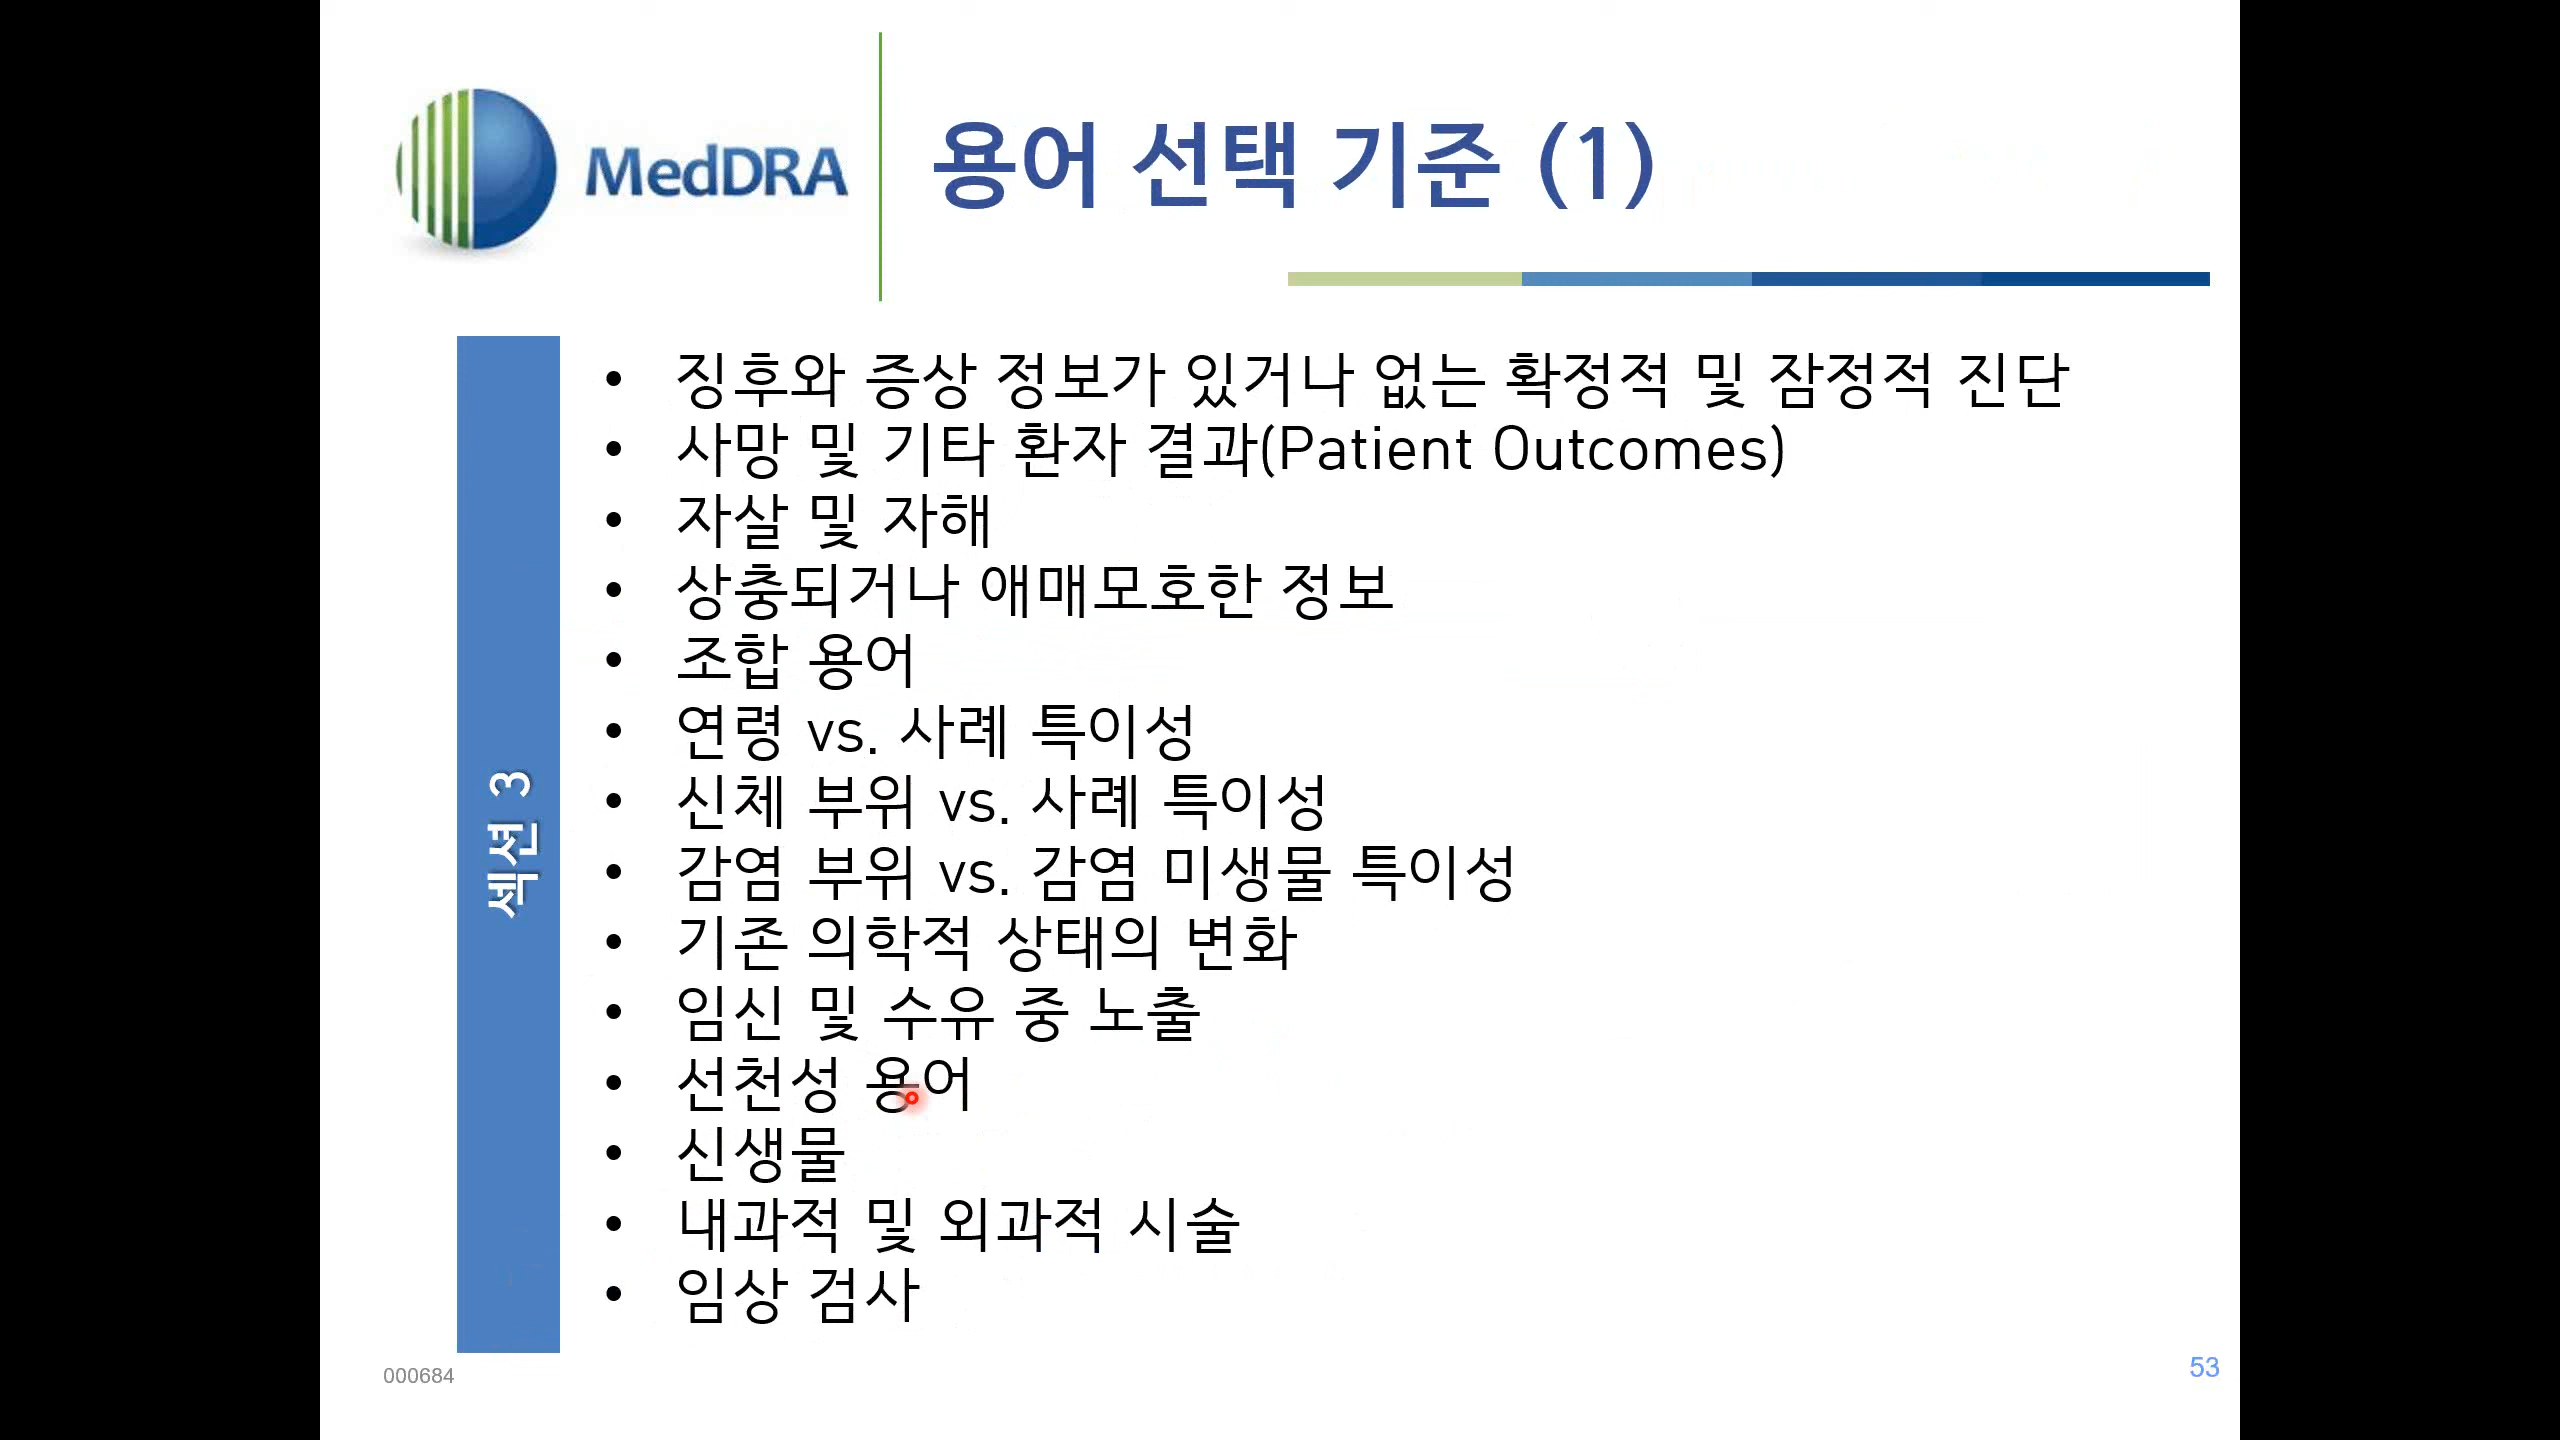 MedDRA
용어 선택 기준 (1)
섹션 3
• 징후와 증상 정보가 있거나 없는 확정적 및 잠정적 진단
• 사망 및 기타 환자 결과(Patient Outcomes)
• 자살 및 자해
• 상충되거나 애매모호한 정보
• 조합 용어
• 연령 vs. 사례 특이성
• 신체 부위 vs. 사례 특이성
• 감염 부위 vs. 감염 미생물 특이성
• 기존 의학적 상태의 변화
• 임신 및 수유 중 노출
• 선천성 용어
• 신생물
• 내과적 및 외과적 시술
• 임상 검사
000684
53